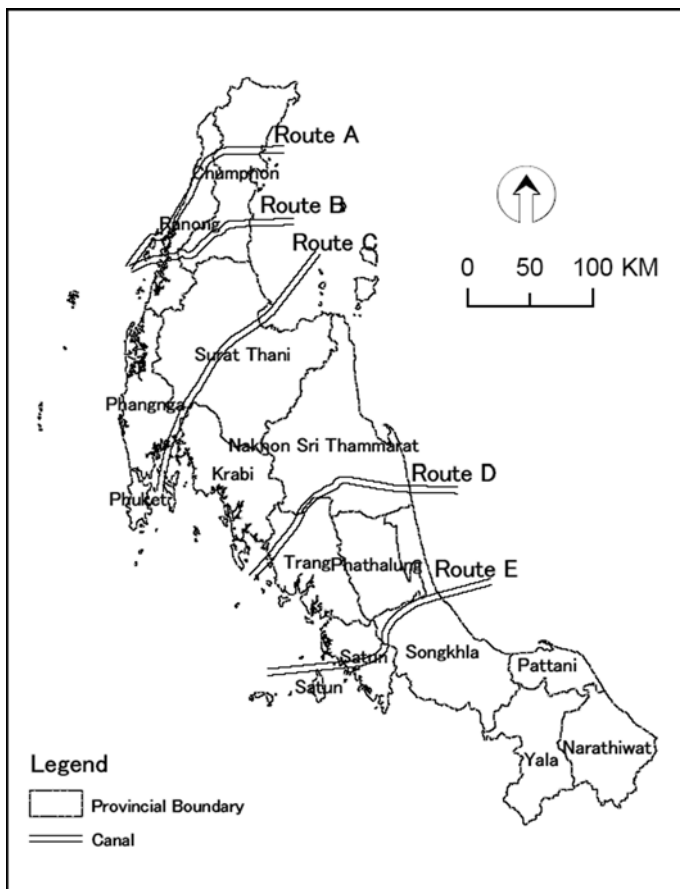 Route A
Chumphon
Route B
Ranong
Route C
0 50 100 KM
Surat Thani
Phangnga
Nakhon Sri Thammarat
Krabi
Route D
Phuket
Trang
Phathalung
Route E
Satun
Songkhla
Pattani
Satun
Yala
Narathiwat
Legend
Provincial Boundary
Canal